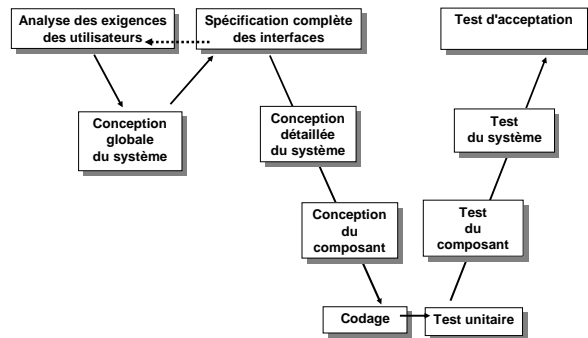 Analyse des exigences
des utilisateurs
Spécification complète
des interfaces
Test d'acceptation
Conception
globale
du système
Conception
détaillée
du système
Test
du système
Conception
du
composant
Test
du
composant
Codage
Test unitaire